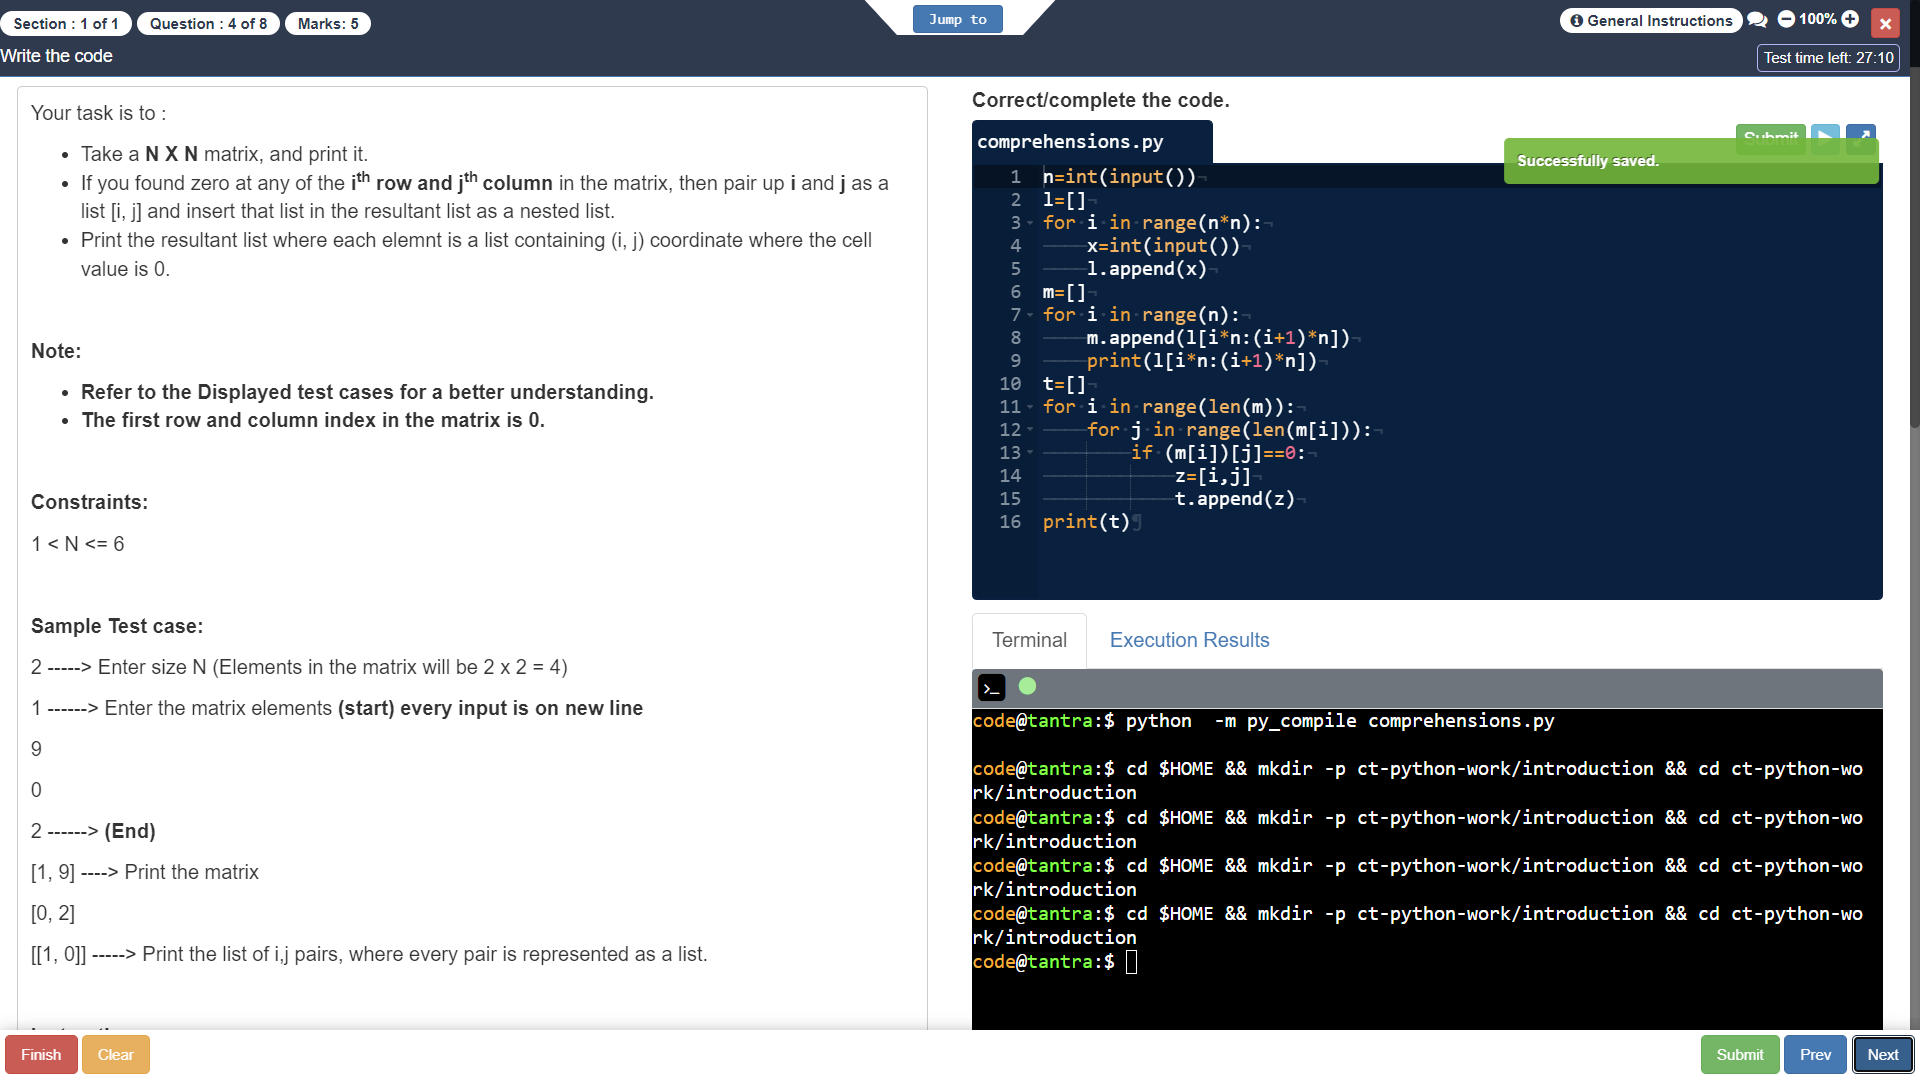 Section : 1 of 1 Question : 4 of 8 Marks: 5
Jump to
General Instructions 100%
Write the code
Test time left: 27:10
Your task is to :
Take a N X N matrix, and print it.
If you found zero at any of the ith row and jth column in the matrix, then pair up i and j as a
list [i, j] and insert that list in the resultant list as a nested list.
Print the resultant list where each elemnt is a list containing (i, j) coordinate where the cell
value is 0.
Note:
Refer to the Displayed test cases for a better understanding.
The first row and column index in the matrix is 0.
Constraints:
1 < N <= 6
Sample Test case:
2 -----> Enter size N (Elements in the matrix will be 2 x 2 = 4)
1 ------> Enter the matrix elements (start) every input is on new line
9
0
2 ------> (End)
[1, 9] ----> Print the matrix
[0, 2]
[[1, 0]] -----> Print the list of i,j pairs, where every pair is represented as a list.
Correct/complete the code.
comprehensions.py
Submit
Successfully saved.
1 n=int(input())
2 l=[]
3 for i in range(n*n):
4 x=int(input())
5 l.append(x)
6 m=[]
7 for i in range(n):
8 m.append(l[i*n:(i+1)*n])
9 print(l[i*n:(i+1)*n])
10 t=[]
11 for i in range(len(m)):
12 for j in range(len(m[i])):
13 if (m[i])[j]==0:
14 z=[i,j]
15 t.append(z)
16 print(t)
Terminal Execution Results
code@tantra:$ python  -m py_compile comprehensions.py
code@tantra:$ cd $HOME && mkdir -p ct-python-work/introduction && cd ct-python-wo
rk/introduction
code@tantra:$ cd $HOME && mkdir -p ct-python-work/introduction && cd ct-python-wo
rk/introduction
code@tantra:$ cd $HOME && mkdir -p ct-python-work/introduction && cd ct-python-wo
rk/introduction
code@tantra:$ cd $HOME && mkdir -p ct-python-work/introduction && cd ct-python-wo
rk/introduction
code@tantra:$
Finish Clear Submit Prev Next